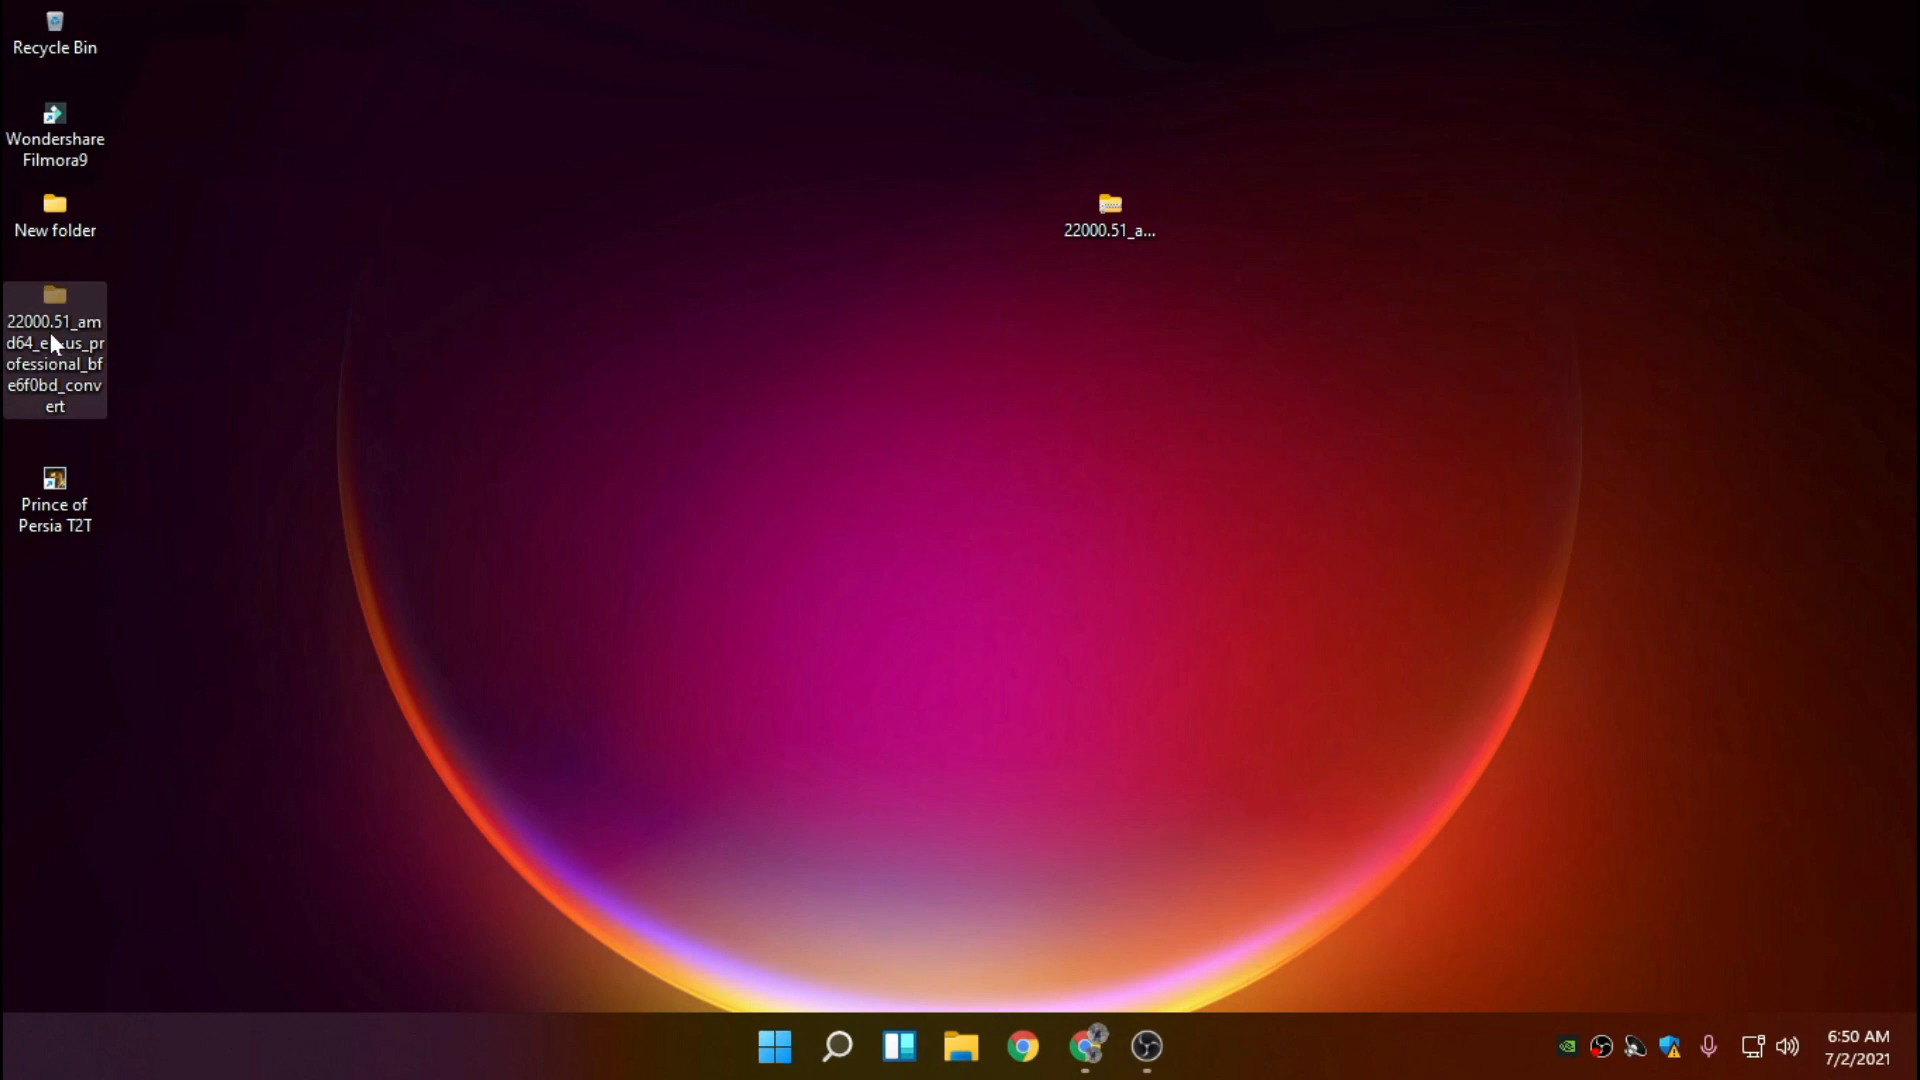 Recycle Bin
Wondershare
Filmora9
New folder
22000.51_am
us_pr
ofessional_bf
e6f0bd_conv
ert
Prince of
Persia T2T
22000.51_a...
6:50 AM
7/2/2021